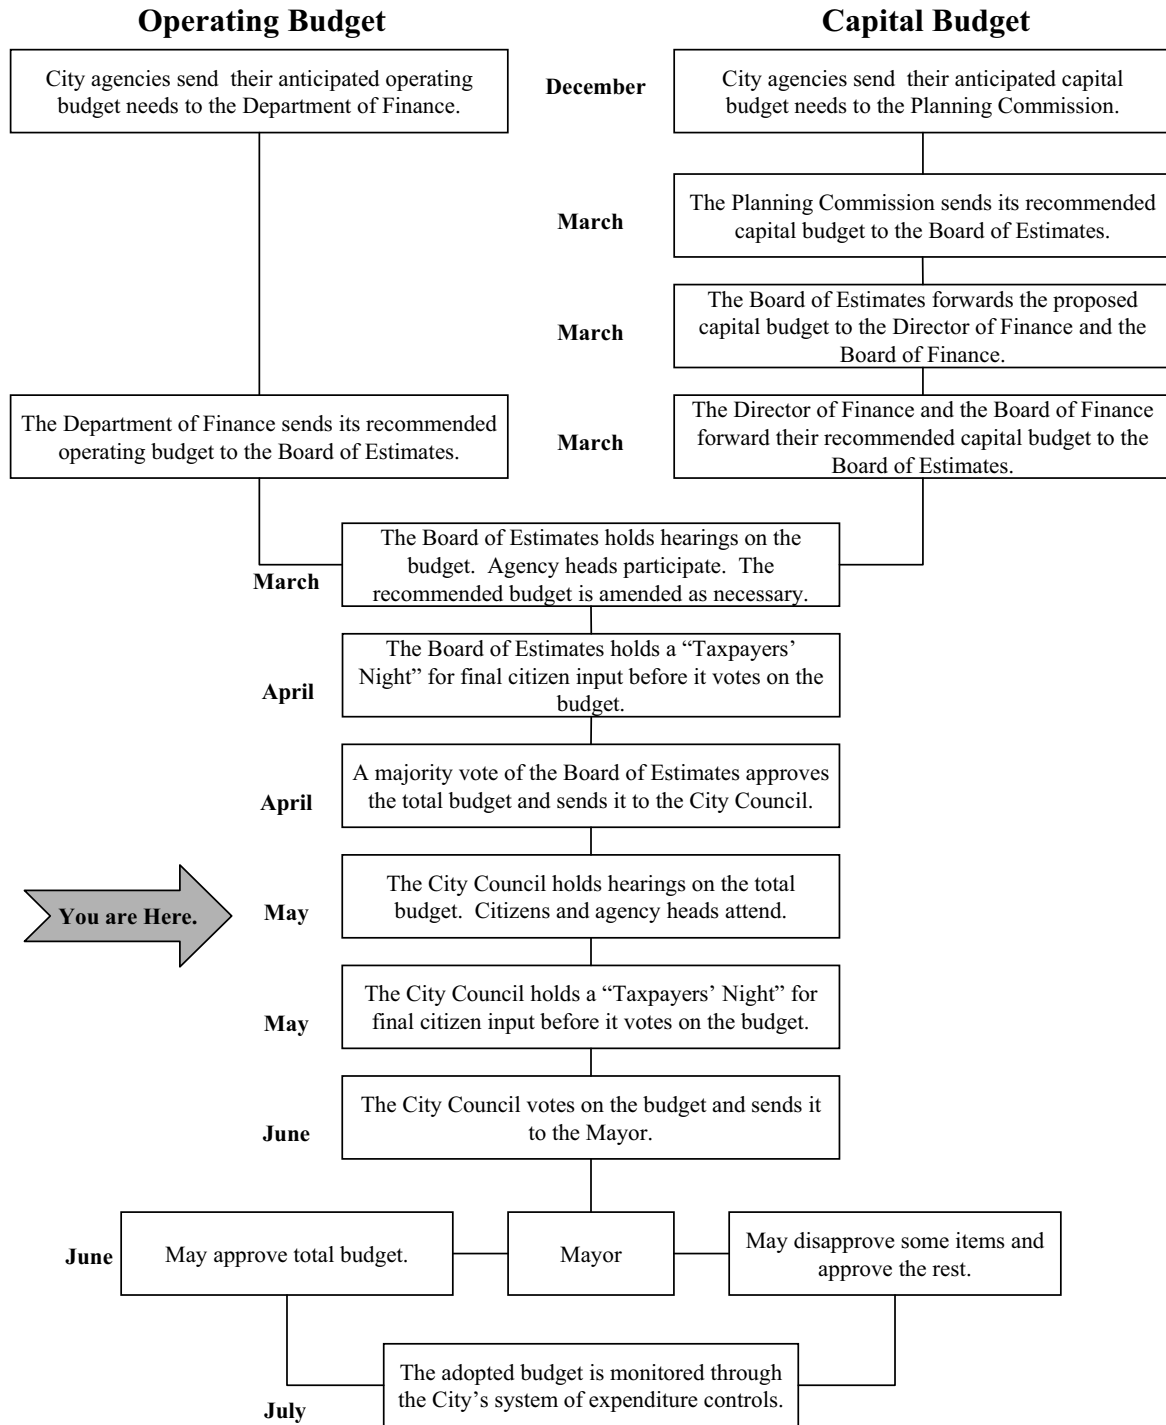 Operating Budget
Capital Budget
City agencies send their anticipated operating
budget needs to the Department of Finance.
December
City agencies send their anticipated capital
budget needs to the Planning Commission.
March
The Planning Commission sends its recommended
capital budget to the Board of Estimates.
March
The Board of Estimates forwards the proposed
capital budget to the Director of Finance and the
Board of Finance.
The Department of Finance sends its recommended
operating budget to the Board of Estimates.
March
The Director of Finance and the Board of Finance
forward their recommended capital budget to the
Board of Estimates.
March
The Board of Estimates holds hearings on the
budget. Agency heads participate. The
recommended budget is amended as necessary.
April
The Board of Estimates holds a “Taxpayers’
Night” for final citizen input before it votes on the
budget.
April
A majority vote of the Board of Estimates approves
the total budget and sends it to the City Council.
You are Here.
May
The City Council holds hearings on the total
budget. Citizens and agency heads attend.
May
The City Council holds a “Taxpayers’ Night” for
final citizen input before it votes on the budget.
June
The City Council votes on the budget and sends it
to the Mayor.
June
May approve total budget.
Mayor
May disapprove some items and
approve the rest.
July
The adopted budget is monitored through
the City’s system of expenditure controls.